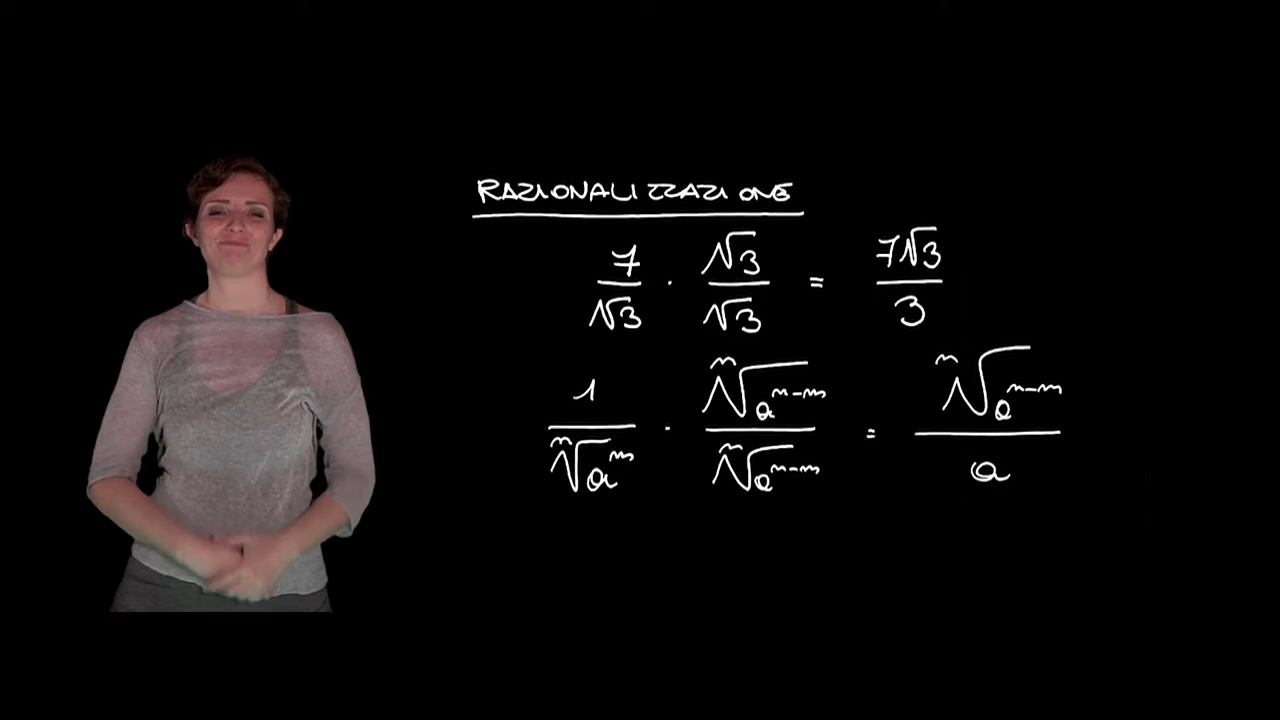 RAZIONALIZZAZIONE
7/√3 · √3/√3 = 7√3/3
1/ⁿ√(aᵐ) · ⁿ√(aⁿ⁻ᵐ)/ⁿ√(aⁿ⁻ᵐ) = ⁿ√(aⁿ⁻ᵐ)/a